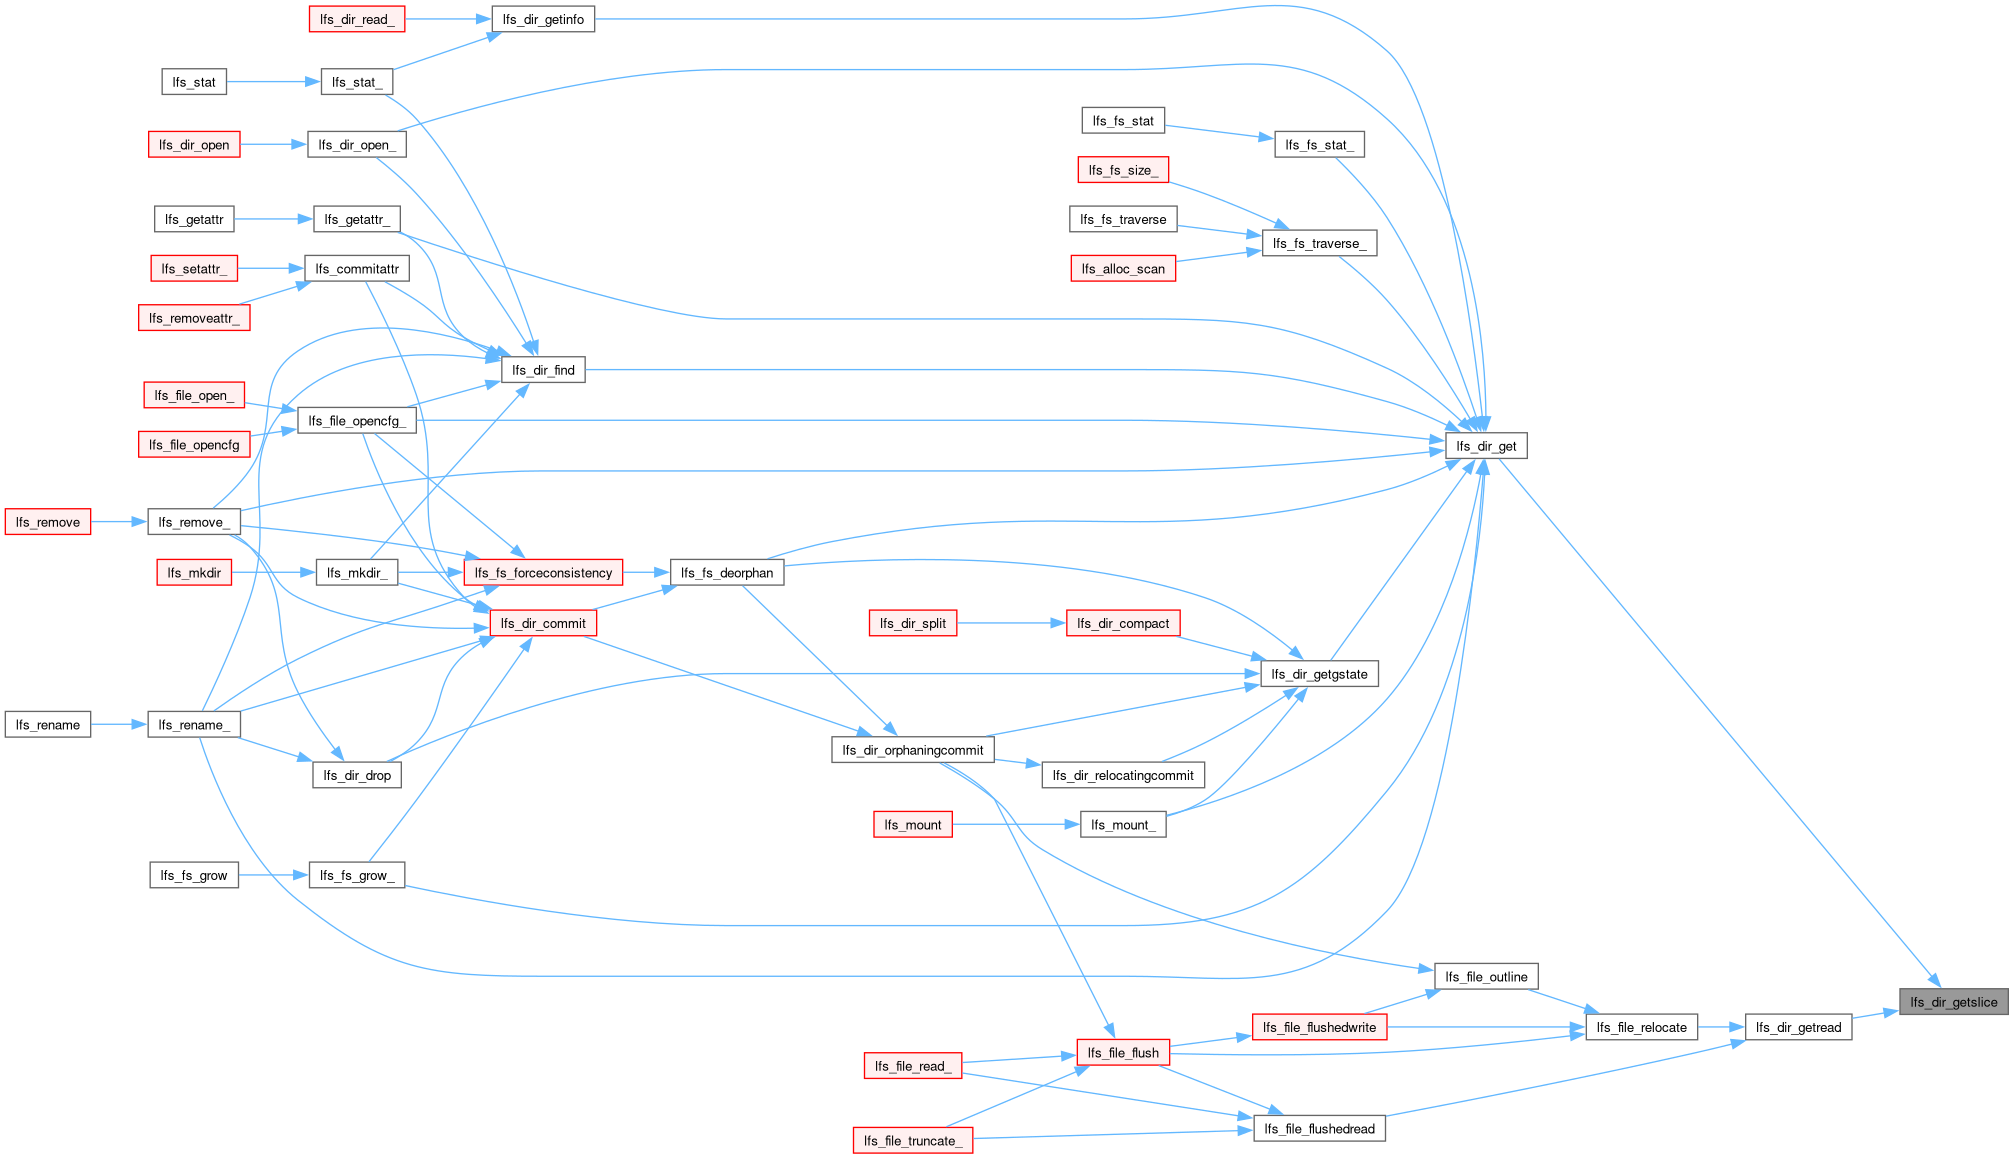 lfs_dir_read_
lfs_dir_getinfo
lfs_stat
lfs_stat_
lfs_fs_stat
lfs_dir_open
lfs_dir_open_
lfs_fs_stat_
lfs_fs_size_
lfs_getattr
lfs_getattr_
lfs_fs_traverse
lfs_fs_traverse_
lfs_setattr_
lfs_commitattr
lfs_alloc_scan
lfs_removeattr_
lfs_dir_find
lfs_file_open_
lfs_file_opencfg_
lfs_file_opencfg
lfs_dir_get
lfs_remove
lfs_remove_
lfs_mkdir
lfs_mkdir_
lfs_fs_forceconsistency
lfs_fs_deorphan
lfs_dir_commit
lfs_dir_split
lfs_dir_compact
lfs_dir_getgstate
lfs_rename
lfs_rename_
lfs_dir_orphaningcommit
lfs_dir_drop
lfs_dir_relocatingcommit
lfs_mount
lfs_mount_
lfs_fs_grow
lfs_fs_grow_
lfs_file_outline
lfs_dir_getslice
lfs_file_flushedwrite
lfs_file_relocate
lfs_dir_getread
lfs_file_flush
lfs_file_read_
lfs_file_flushedread
lfs_file_truncate_